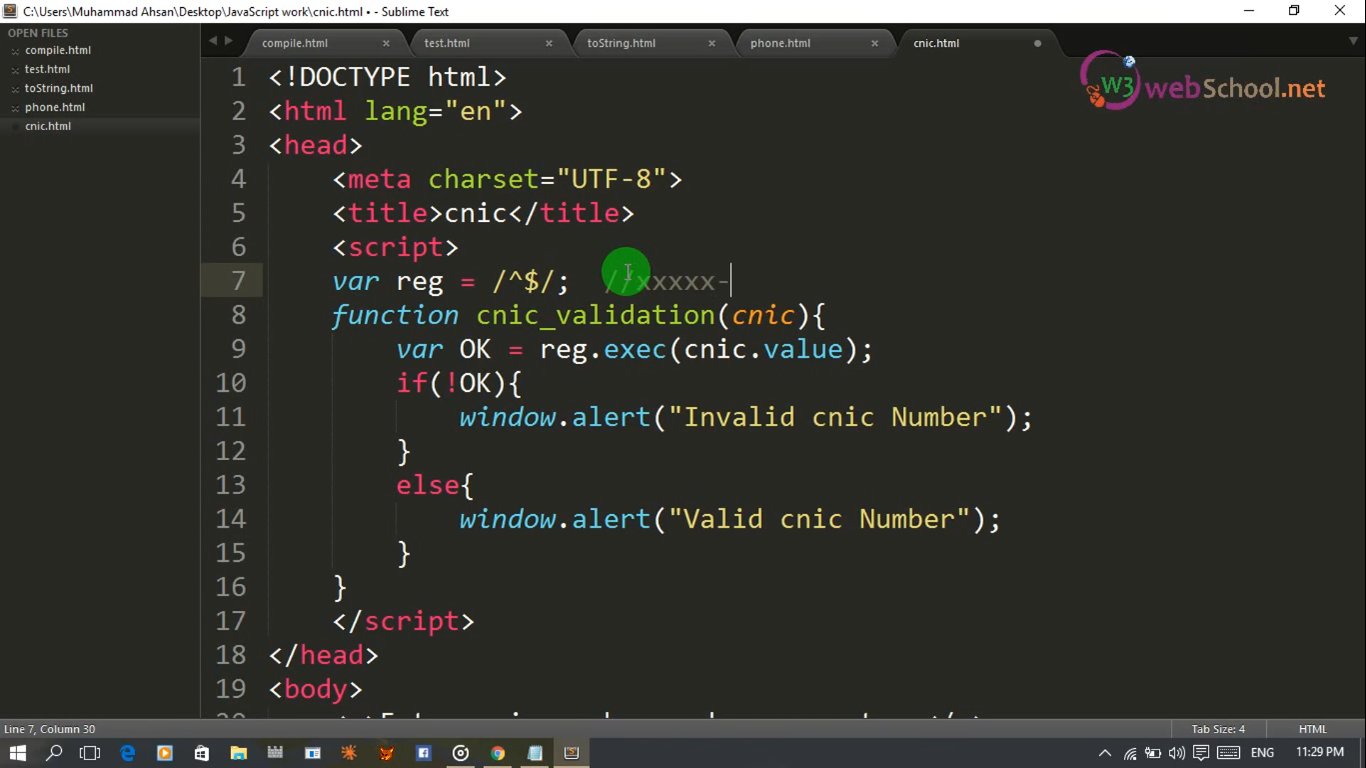 C:\Users\Muhammad Ahsan\Desktop\JavaScript work\cnic.html • - Sublime Text
OPEN FILES
compile.html
test.html
toString.html
phone.html
cnic.html
compile.html
test.html
toString.html
phone.html
cnic.html
W3webSchool.net
1 <!DOCTYPE html>
2 <html lang="en">
3 <head>
4 <meta charset="UTF-8">
5 <title>cnic</title>
6 <script>
7 var reg = /^$/; //xxxxx-
8 function cnic_validation(cnic){
9 var OK = reg.exec(cnic.value);
10 if(!OK){
11 window.alert("Invalid cnic Number");
12 }
13 else{
14 window.alert("Valid cnic Number");
15 }
16 }
17 </script>
18 </head>
19 <body>
Line 7, Column 30
Tab Size: 4
HTML
ENG
11:29 PM